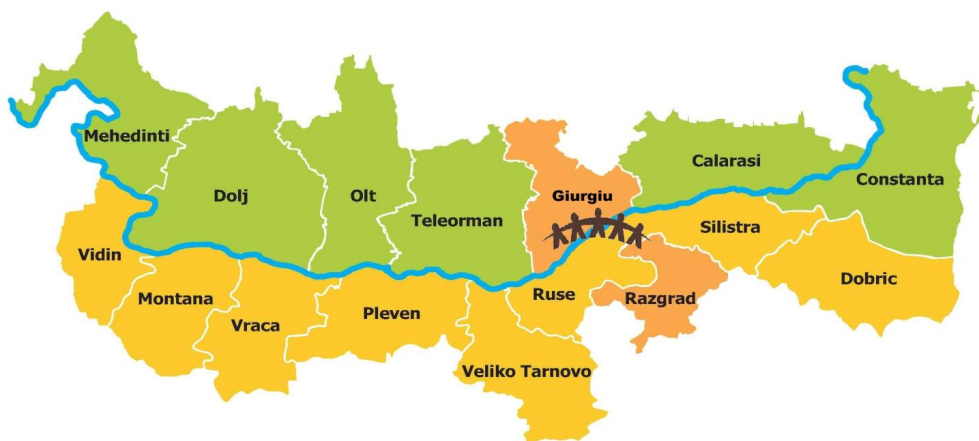 Mehedinti
Dolj
Olt
Teleorman
Giurgiu
Calarasi
Constanta
Vidin
Montana
Vraca
Pleven
Veliko Tarnovo
Ruse
Razgrad
Silistra
Dobric